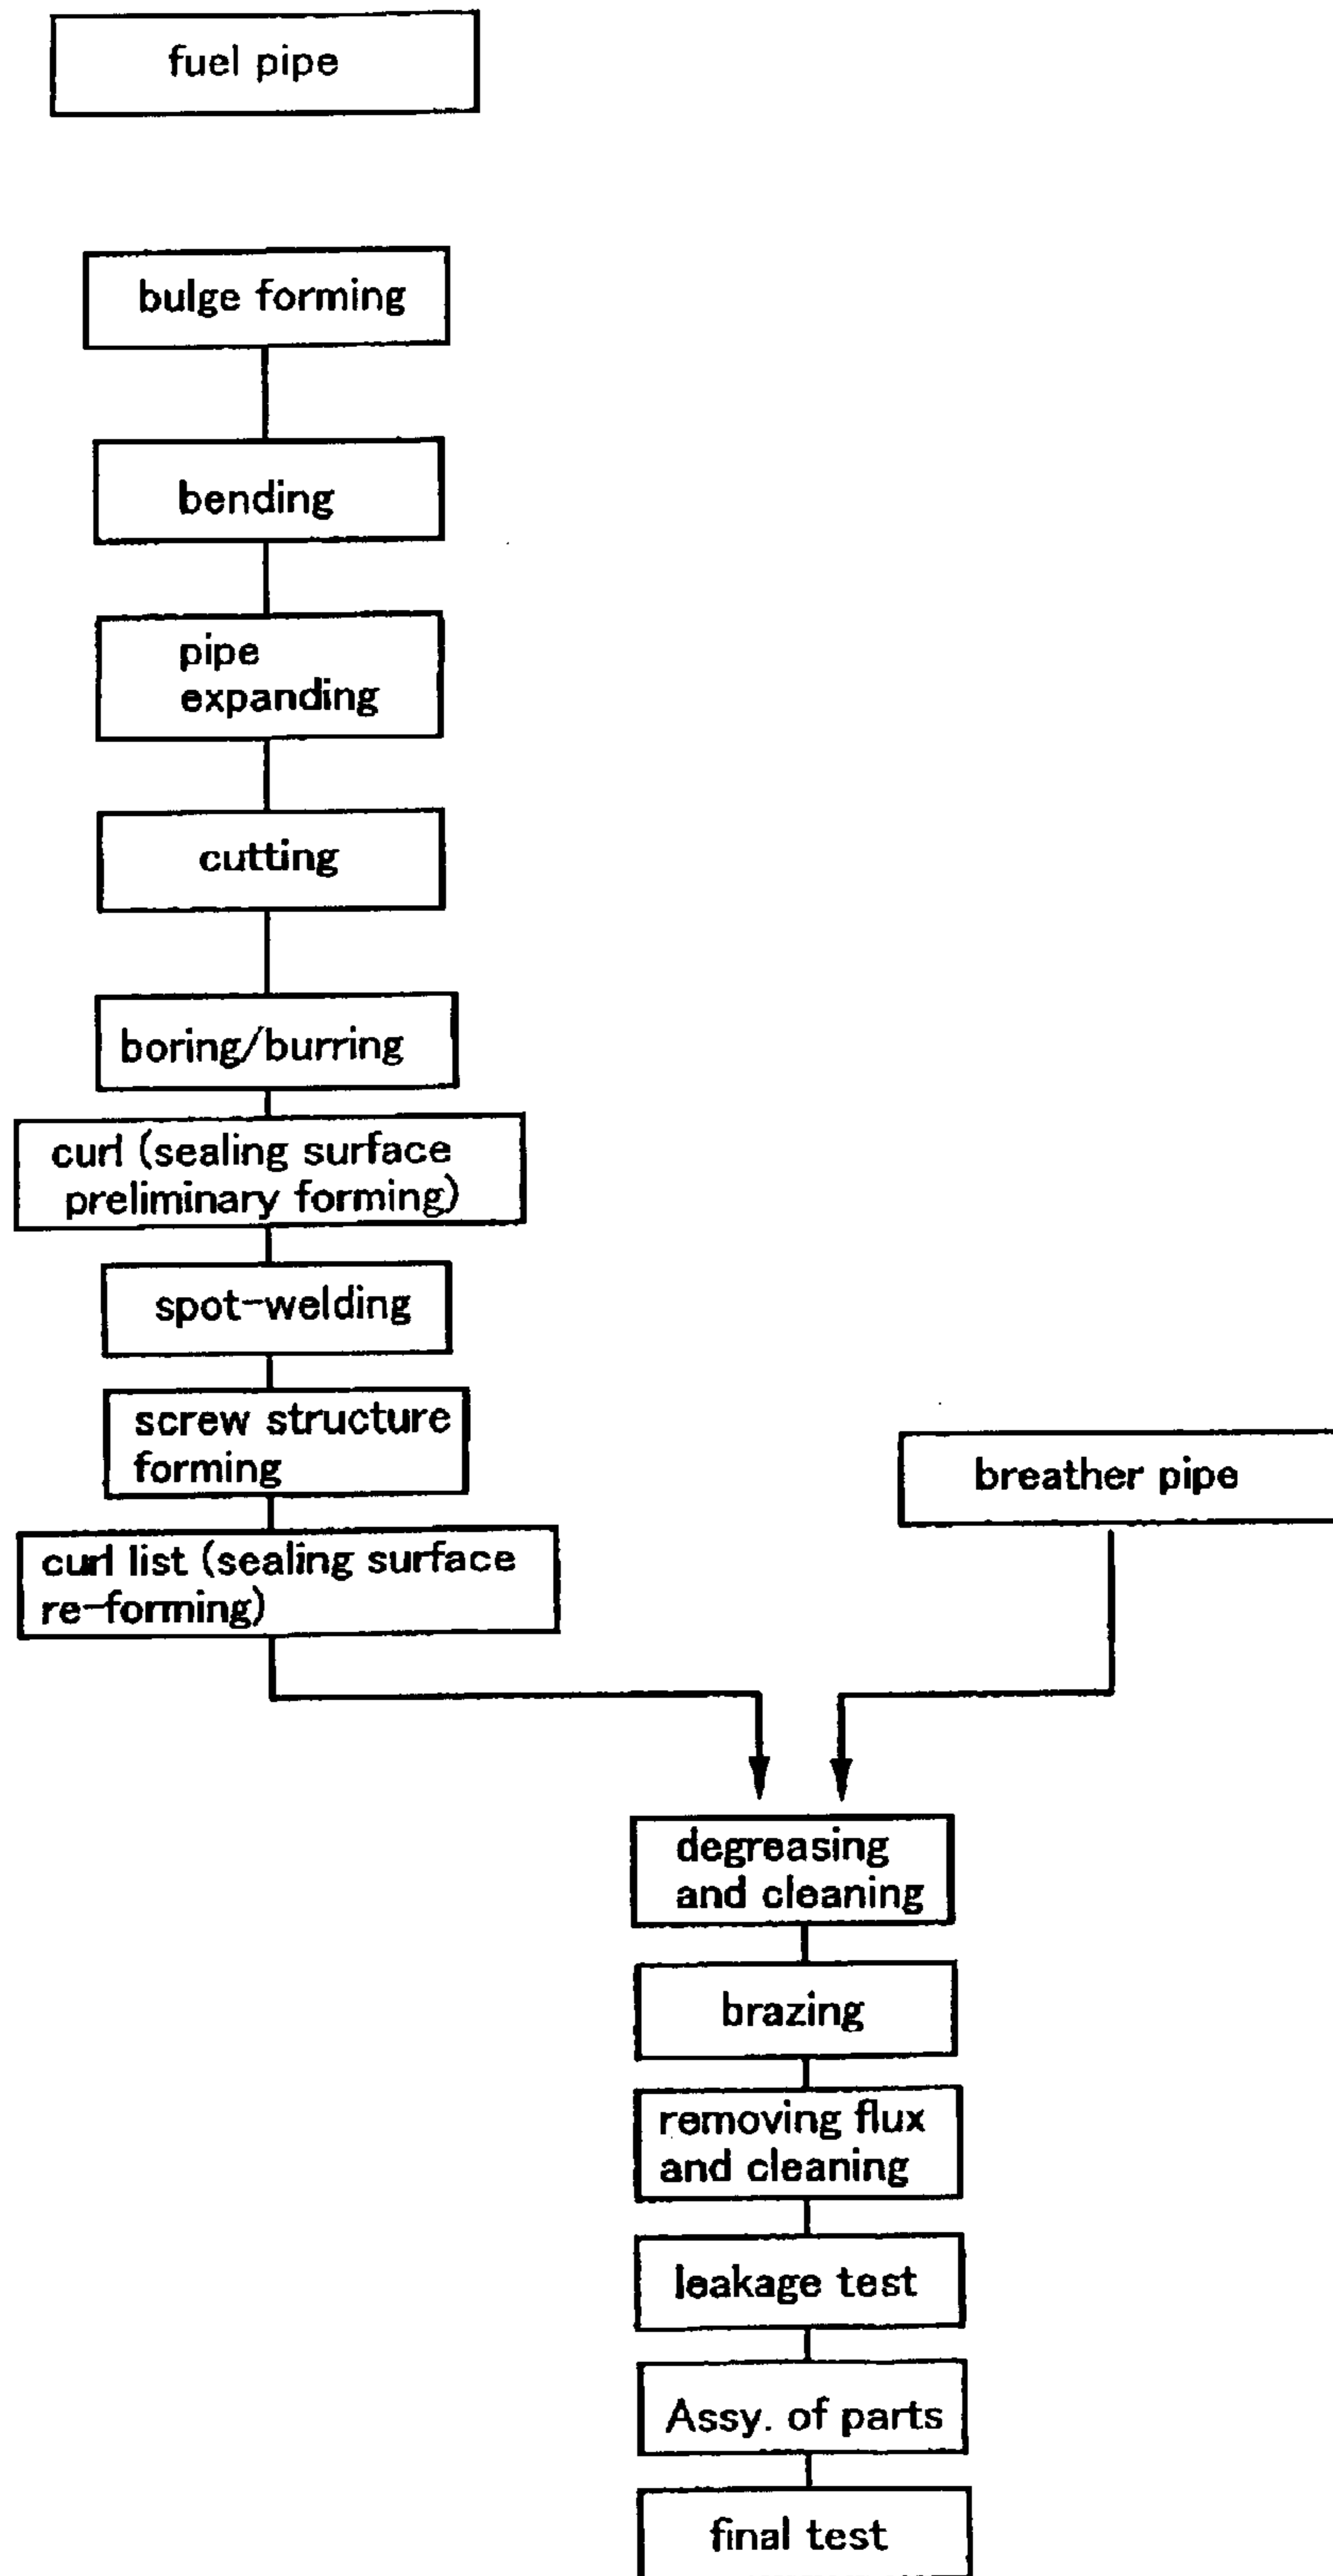 fuel pipe
bulge forming
bending
pipe
expanding
cutting
boring/burring
curl (sealing surface
preliminary forming)
spot-welding
screw structure
forming
curl list (sealing surface
re-forming)
breather pipe
degreasing
and cleaning
brazing
removing flux
and cleaning
leakage test
Assy. of parts
final test